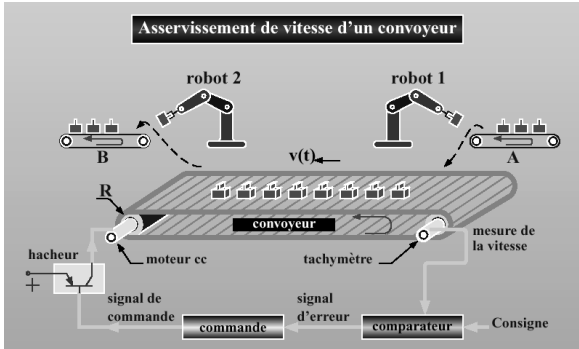 Asservissement de vitesse d'un convoyeur
robot 2
robot 1
B
v(t)
A
R
convoyeur
mesure de
la vitesse
hacheur
moteur cc
tachymètre
+
signal de
commande
signal
d'erreur
commande
comparateur
Consigne